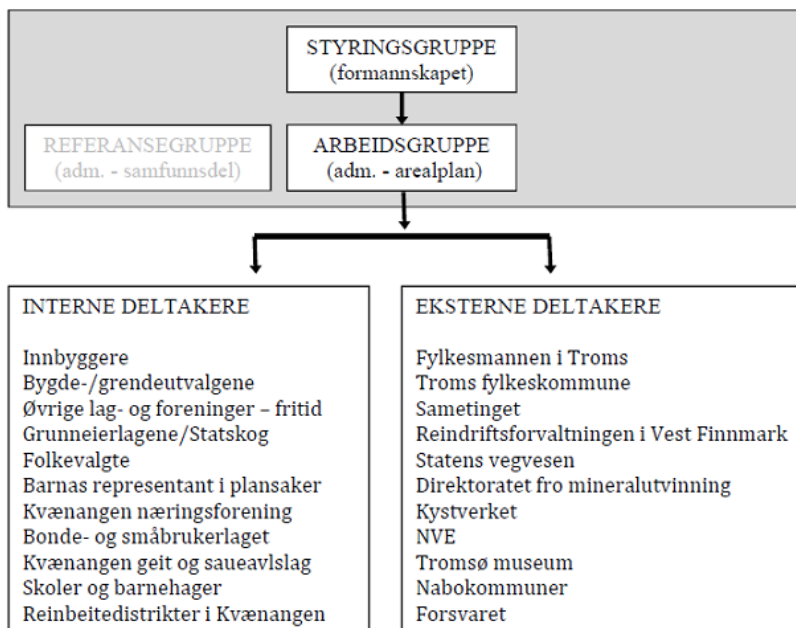 STYRINGSGRUPPE
(formannskapet)
REFERANSEGRUPPE
(adm. - samfunnsdel)
ARBEIDSGRUPPE
(adm. - arealplan)
INTERNE DELTAKERE
Innbyggere
Bygde-/grendeutvalgene
Øvrige lag- og foreninger – fritid
Grunneierlagene/Statskog
Folkevalgte
Barnas representant i plansaker
Kvænangen næringsforening
Bonde- og småbrukerlaget
Kvænangen geit og saueavlslag
Skoler og barnehager
Reinbeitedistrikter i Kvænangen
EKSTERNE DELTAKERE
Fylkesmannen i Troms
Troms fylkeskommune
Sametinget
Reindriftsforvaltningen i Vest Finnmark
Statens vegvesen
Direktoratet fro mineralutvinning
Kystverket
NVE
Tromsø museum
Nabokommuner
Forsvaret